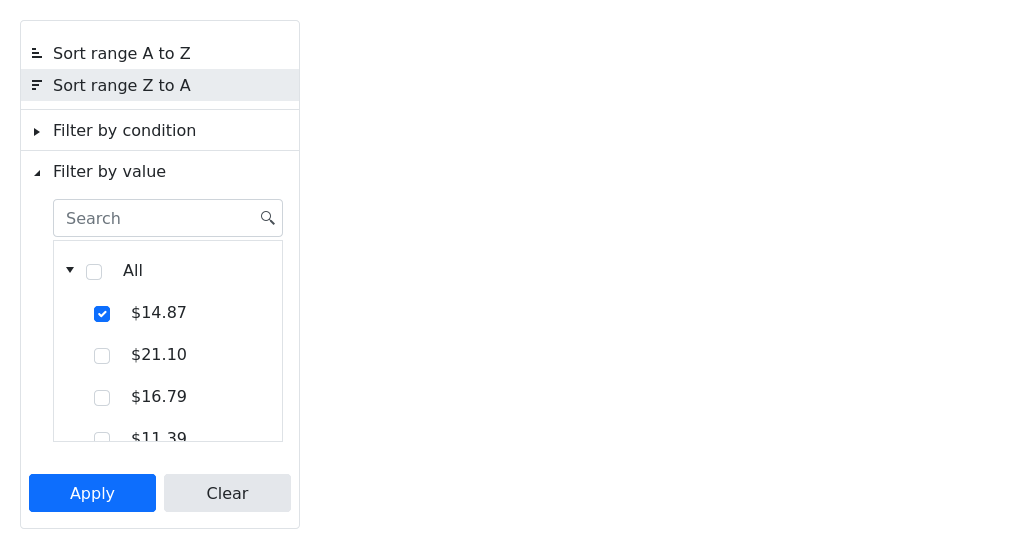 Sort range A to Z
Sort range Z to A
Filter by condition
Filter by value
Search
All
$14.87
$21.10
$16.79
$11.39
Apply
Clear